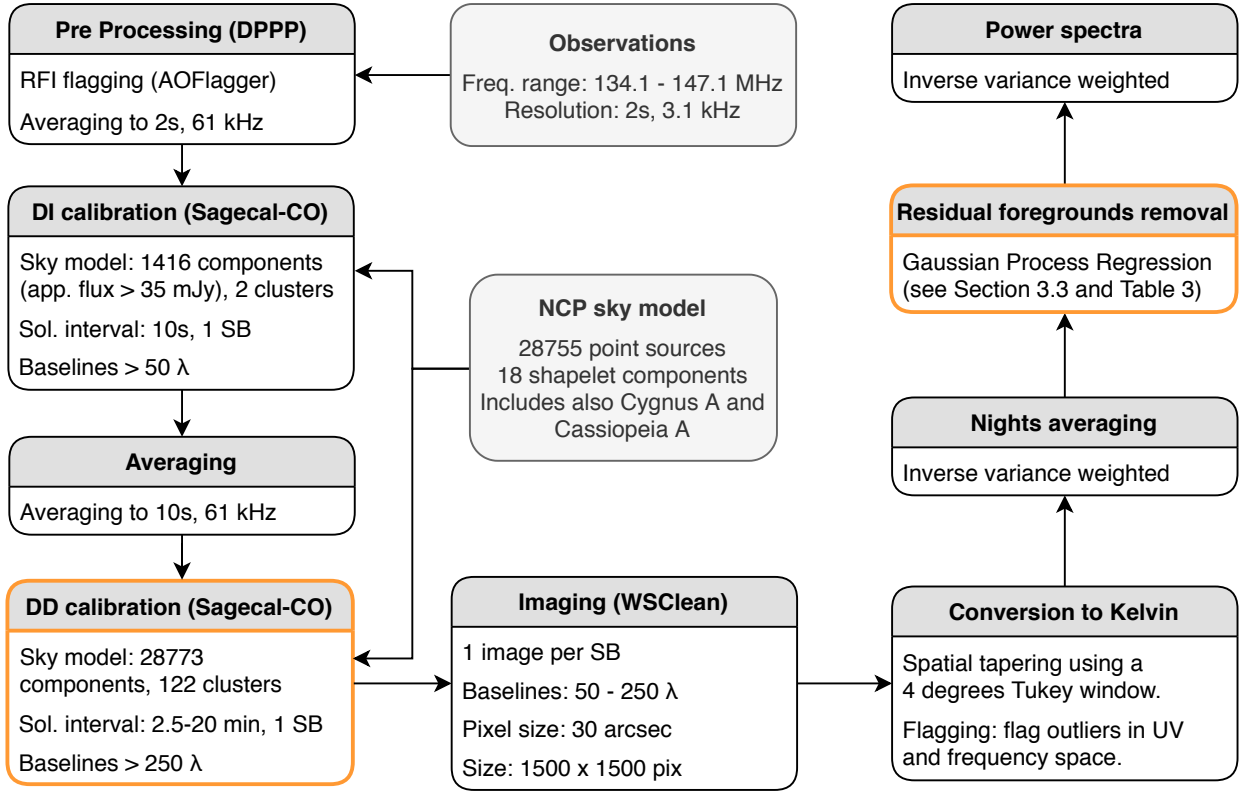 Pre Processing (DPPP)
RFI flagging (AOFlagger)
Averaging to 2s, 61 kHz
Observations
Freq. range: 134.1 - 147.1 MHz
Resolution: 2s, 3.1 kHz
DI calibration (Sagecal-CO)
Sky model: 1416 components
(app. flux > 35 mJy), 2 clusters
Sol. interval: 10s, 1 SB
Baselines > 50 λ
NCP sky model
28755 point sources
18 shapelet components
Includes also Cygnus A and
Cassiopeia A
Averaging
Averaging to 10s, 61 kHz
DD calibration (Sagecal-CO)
Sky model: 28773
components, 122 clusters
Sol. interval: 2.5-20 min, 1 SB
Baselines > 250 λ
Imaging (WSClean)
1 image per SB
Baselines: 50 - 250 λ
Pixel size: 30 arcsec
Size: 1500 x 1500 pix
Conversion to Kelvin
Spatial tapering using a
4 degrees Tukey window.
Flagging: flag outliers in UV
and frequency space.
Nights averaging
Inverse variance weighted
Residual foregrounds removal
Gaussian Process Regression
(see Section 3.3 and Table 3)
Power spectra
Inverse variance weighted